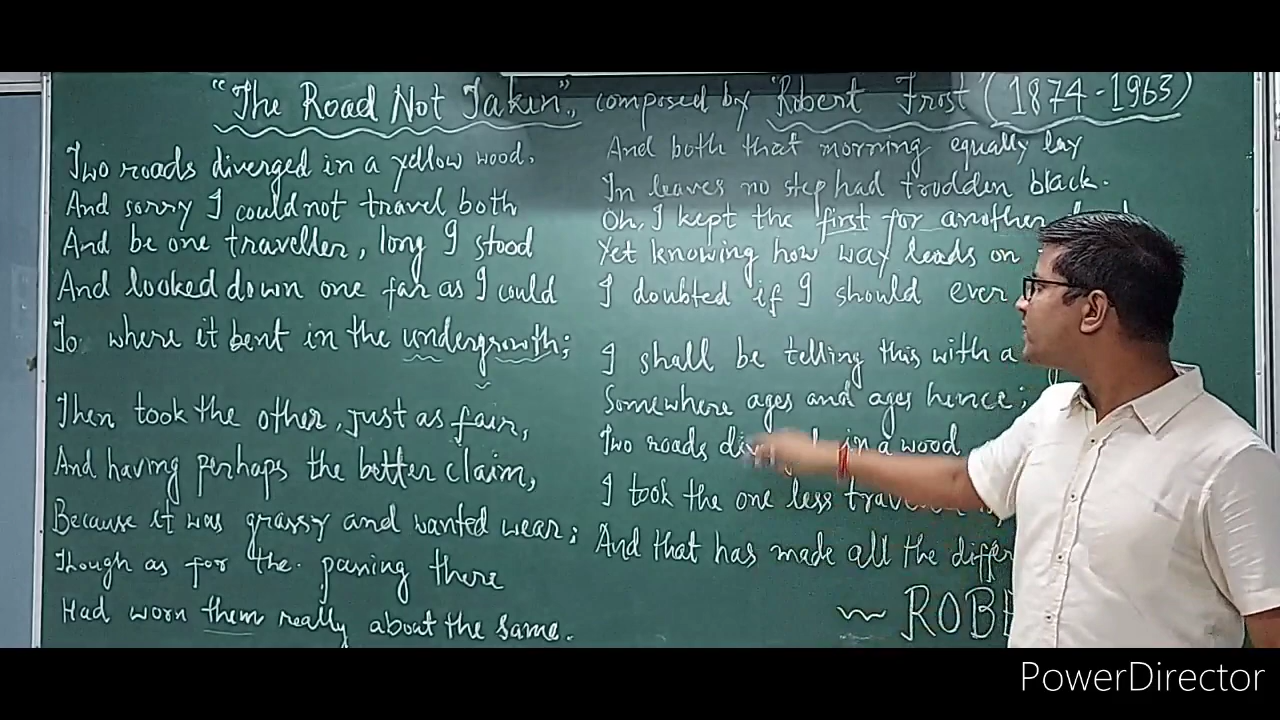 "The Road Not Taken", composed by "Robert Frost" (1874-1963)
Two roads diverged in a yellow wood,
And sorry I could not travel both
And be one traveller, long I stood
And looked down one far as I could
To where it bent in the undergrowth;
Then took the other, just as fair,
And having perhaps the better claim,
Because it was grassy and wanted wear;
Though as for the passing there
Had worn them really about the same.
And both that morning equally lay
In leaves no step had trodden black.
Oh, I kept the first for another
Yet knowing how way leads on
I doubted if I should ever
I shall be telling this with a
Somewhere ages and ages hence;
Two roads in a wood
I took the one less
And that has made all the
~ ROBE
PowerDirector